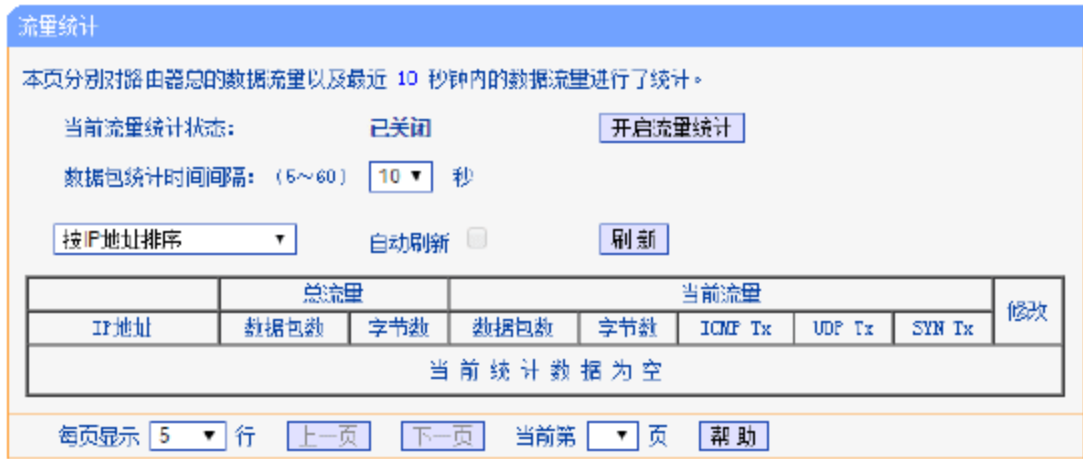 流量统计
本页分别对路由器总的数据流量以及最近 10 秒钟内的数据流量进行了统计。
当前流量统计状态： 已关闭 开启流量统计
数据包统计时间间隔：（5～60） 10 秒
按IP地址排序 自动刷新 刷 新
总流量 当前流量 修改
IP地址 数据包数 字节数 数据包数 字节数 ICMP Tx UDP Tx SYN Tx
当 前 统 计 数 据 为 空
每页显示 5 行 上一页 下一页 当前第 页 帮 助